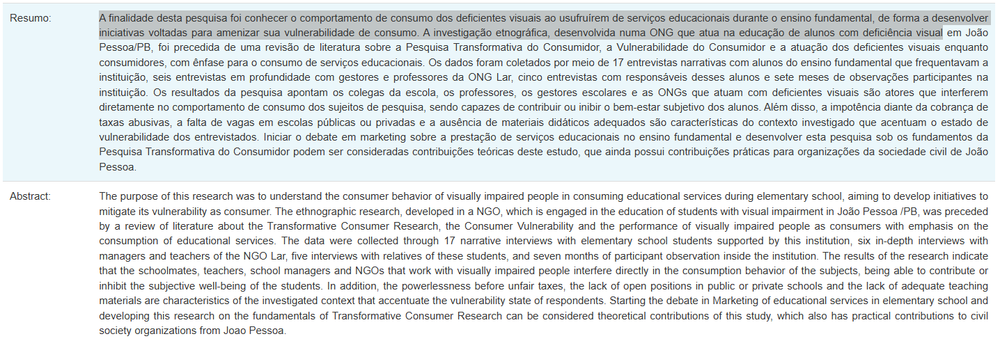 Resumo:
A finalidade desta pesquisa foi conhecer o comportamento de consumo dos deficientes visuais ao usufruírem de serviços educacionais durante o ensino fundamental, de forma a desenvolver
iniciativas voltadas para amenizar sua vulnerabilidade de consumo. A investigação etnográfica, desenvolvida numa ONG que atua na educação de alunos com deficiência visual em João
Pessoa/PB, foi precedida de uma revisão de literatura sobre a Pesquisa Transformativa do Consumidor, a Vulnerabilidade do Consumidor e a atuação dos deficientes visuais enquanto
consumidores, com ênfase para o consumo de serviços educacionais. Os dados foram coletados por meio de 17 entrevistas narrativas com alunos do ensino fundamental que frequentavam a
instituição, seis entrevistas em profundidade com gestores e professores da ONG Lar, cinco entrevistas com responsáveis desses alunos e sete meses de observações participantes na
instituição. Os resultados da pesquisa apontam os colegas da escola, os professores, os gestores escolares e as ONGs que atuam com deficientes visuais são atores que interferem
diretamente no comportamento de consumo dos sujeitos de pesquisa, sendo capazes de contribuir ou inibir o bem-estar subjetivo dos alunos. Além disso, a impotência diante da cobrança de
taxas abusivas, a falta de vagas em escolas públicas ou privadas e a ausência de materiais didáticos adequados são características do contexto investigado que acentuam o estado de
vulnerabilidade dos entrevistados. Iniciar o debate em marketing sobre a prestação de serviços educacionais no ensino fundamental e desenvolver esta pesquisa sob os fundamentos da
Pesquisa Transformativa do Consumidor podem ser consideradas contribuições teóricas deste estudo, que ainda possui contribuições práticas para organizações da sociedade civil de João
Pessoa.
Abstract:
The purpose of this research was to understand the consumer behavior of visually impaired people in consuming educational services during elementary school, aiming to develop initiatives to
mitigate its vulnerability as consumer. The ethnographic research, developed in a NGO, which is engaged in the education of students with visual impairment in João Pessoa /PB, was preceded
by a review of literature about the Transformative Consumer Research, the Consumer Vulnerability and the performance of visually impaired people as consumers with emphasis on the
consumption of educational services. The data were collected through 17 narrative interviews with elementary school students supported by this institution, six in-depth interviews with
managers and teachers of the NGO Lar, five interviews with relatives of these students, and seven months of participant observation inside the institution. The results of the research indicate
that the schoolmates, teachers, school managers and NGOs that work with visually impaired people interfere directly in the consumption behavior of the subjects, being able to contribute or
inhibit the subjective well-being of the students. In addition, the powerlessness before unfair taxes, the lack of open positions in public or private schools and the lack of adequate teaching
materials are characteristics of the investigated context that accentuate the vulnerability state of respondents. Starting the debate in Marketing of educational services in elementary school and
developing this research on the fundamentals of Transformative Consumer Research can be considered theoretical contributions of this study, which also has practical contributions to civil
society organizations from Joao Pessoa.